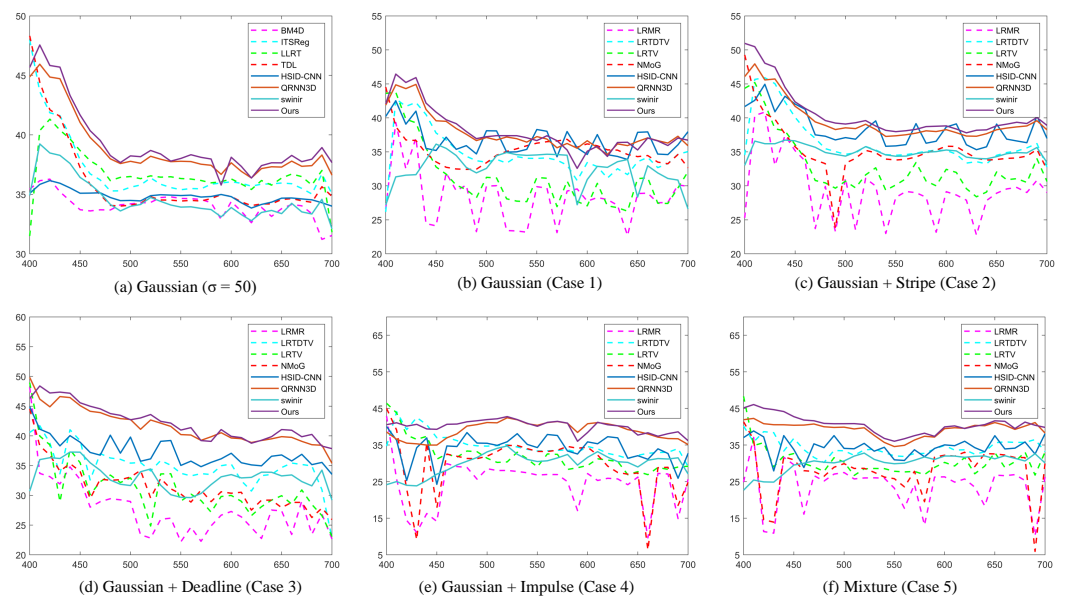 50
45
40
35
30
400 450 500 550 600 650 700
BM4D
ITSReg
LLRT
TDL
HSID-CNN
QRNN3D
swinir
Ours
(a) Gaussian (σ = 50)
55
50
45
40
35
30
25
20
400 450 500 550 600 650 700
LRMR
LRTDTV
LRTV
NMoG
HSID-CNN
QRNN3D
swinir
Ours
(b) Gaussian (Case 1)
55
50
45
40
35
30
25
20
400 450 500 550 600 650 700
LRMR
LRTDTV
LRTV
NMoG
HSID-CNN
QRNN3D
swinir
Ours
(c) Gaussian + Stripe (Case 2)
60
55
50
45
40
35
30
25
20
400 450 500 550 600 650 700
LRMR
LRTDTV
LRTV
NMoG
HSID-CNN
QRNN3D
swinir
Ours
(d) Gaussian + Deadline (Case 3)
65
55
45
35
25
15
5
400 450 500 550 600 650 700
LRMR
LRTDTV
LRTV
NMoG
HSID-CNN
QRNN3D
swinir
Ours
(e) Gaussian + Impulse (Case 4)
65
55
45
35
25
15
5
400 450 500 550 600 650 700
LRMR
LRTDTV
LRTV
NMoG
HSID-CNN
QRNN3D
swinir
Ours
(f) Mixture (Case 5)